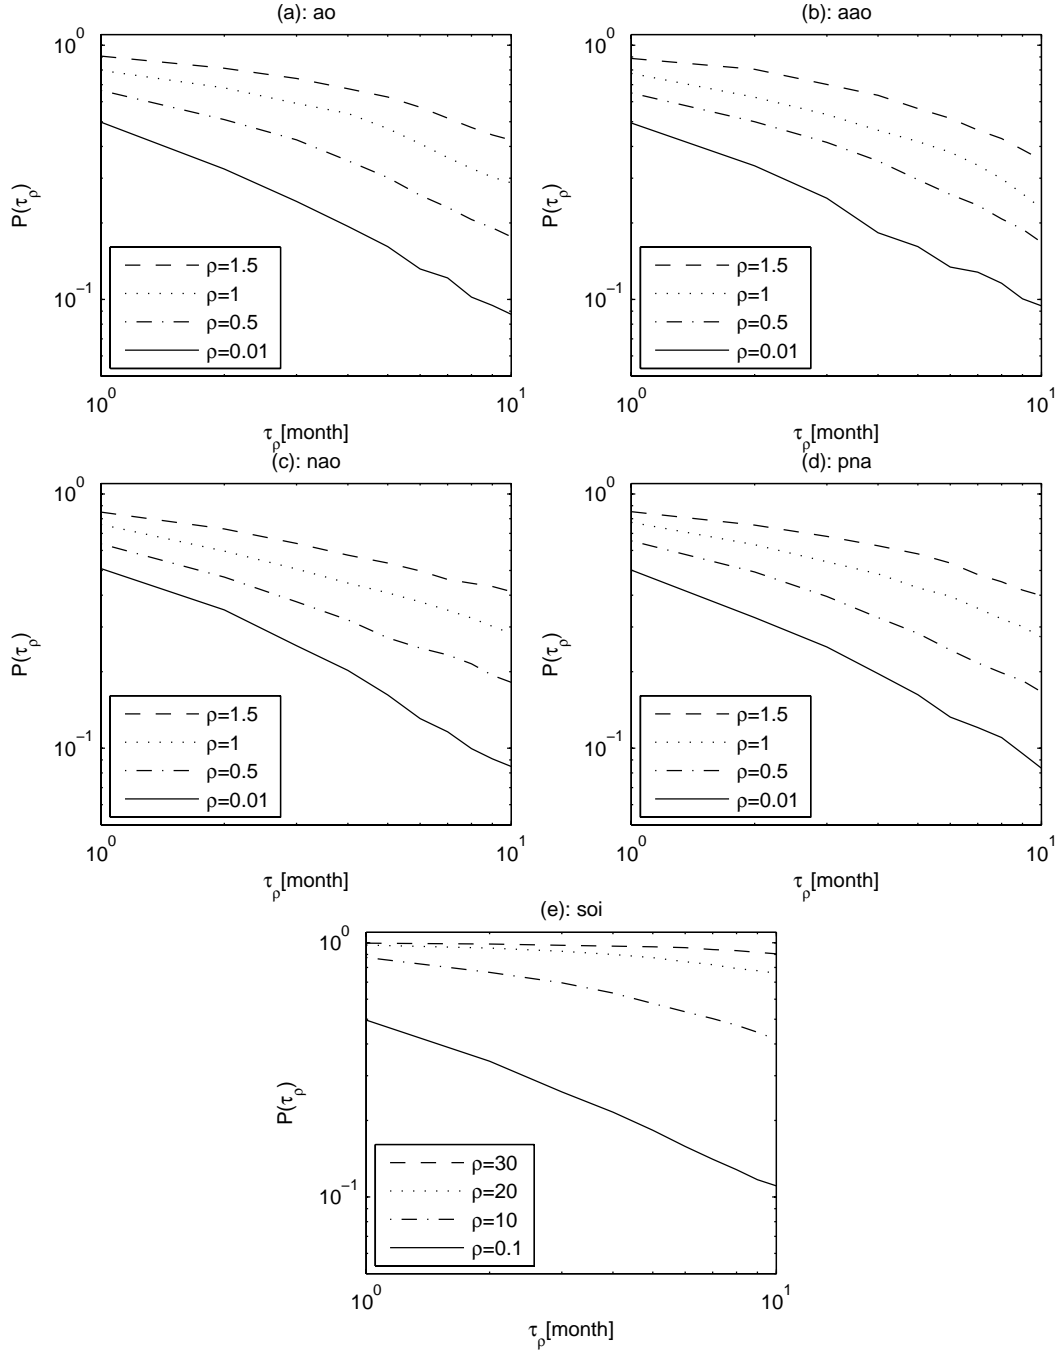 (a): ao
10^0
10^-1
P(τ_ρ)
ρ=1.5
ρ=1
ρ=0.5
ρ=0.01
10^0
10^1
τ_ρ[month]
(b): aao
10^0
10^-1
P(τ_ρ)
ρ=1.5
ρ=1
ρ=0.5
ρ=0.01
10^0
10^1
τ_ρ[month]
(c): nao
10^0
10^-1
P(τ_ρ)
ρ=1.5
ρ=1
ρ=0.5
ρ=0.01
10^0
10^1
τ_ρ[month]
(d): pna
10^0
10^-1
P(τ_ρ)
ρ=1.5
ρ=1
ρ=0.5
ρ=0.01
10^0
10^1
τ_ρ[month]
(e): soi
10^0
10^-1
P(τ_ρ)
ρ=30
ρ=20
ρ=10
ρ=0.1
10^0
10^1
τ_ρ[month]